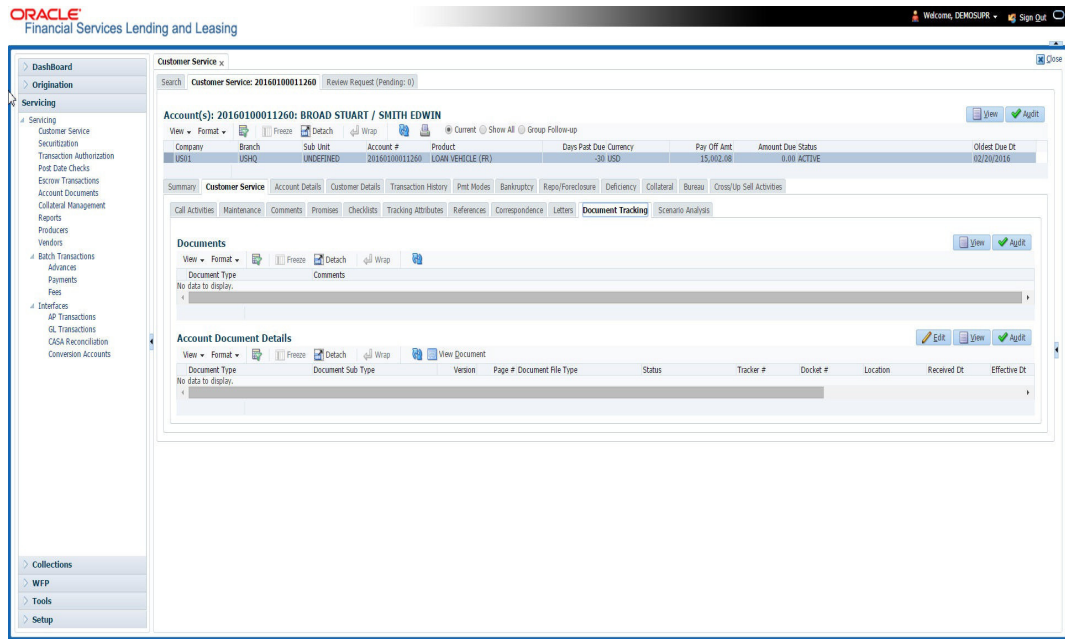 ORACLE®
Financial Services Lending and Leasing
Welcome, DEMOSUPR
Sign Out
Close
DashBoard
Origination
Servicing
Servicing
Customer Service
Securitization
Transaction Authorization
Post Date Checks
Escrow Transactions
Account Documents
Collateral Management
Reports
Producers
Vendors
Batch Transactions
Advances
Payments
Fees
Interfaces
AP Transactions
GL Transactions
CASA Reconciliation
Conversion Accounts
Collections
WFP
Tools
Setup
Customer Service x
Search Customer Service: 20160100011260 Review Request (Pending: 0)
Account(s): 20160100011260: BROAD STUART / SMITH EDWIN
View Audit
View Format Freeze Detach Wrap Current Show All Group Follow-up
Company Branch Sub Unit Account # Product Days Past Due Currency Pay Off Amt Amount Due Status Oldest Due Dt
US01 USHQ UNDEFINED 20160100011260 LOAN VEHICLE (FR) -30 USD 15,002.08 0.00 ACTIVE 02/20/2016
Summary Customer Service Account Details Customer Details Transaction History Pmt Modes Bankruptcy Repo/Foreclosure Deficiency Collateral Bureau Cross/Up Sell Activities
Call Activities Maintenance Comments Promises Checklists Tracking Attributes References Correspondence Letters Document Tracking Scenario Analysis
Documents
View Audit
View Format Freeze Detach Wrap
Document Type Comments
No data to display.
Account Document Details
Edit View Audit
View Format Freeze Detach Wrap View Document
Document Type Document Sub Type Version Page # Document File Type Status Tracker # Docket # Location Received Dt Effective Dt
No data to display.